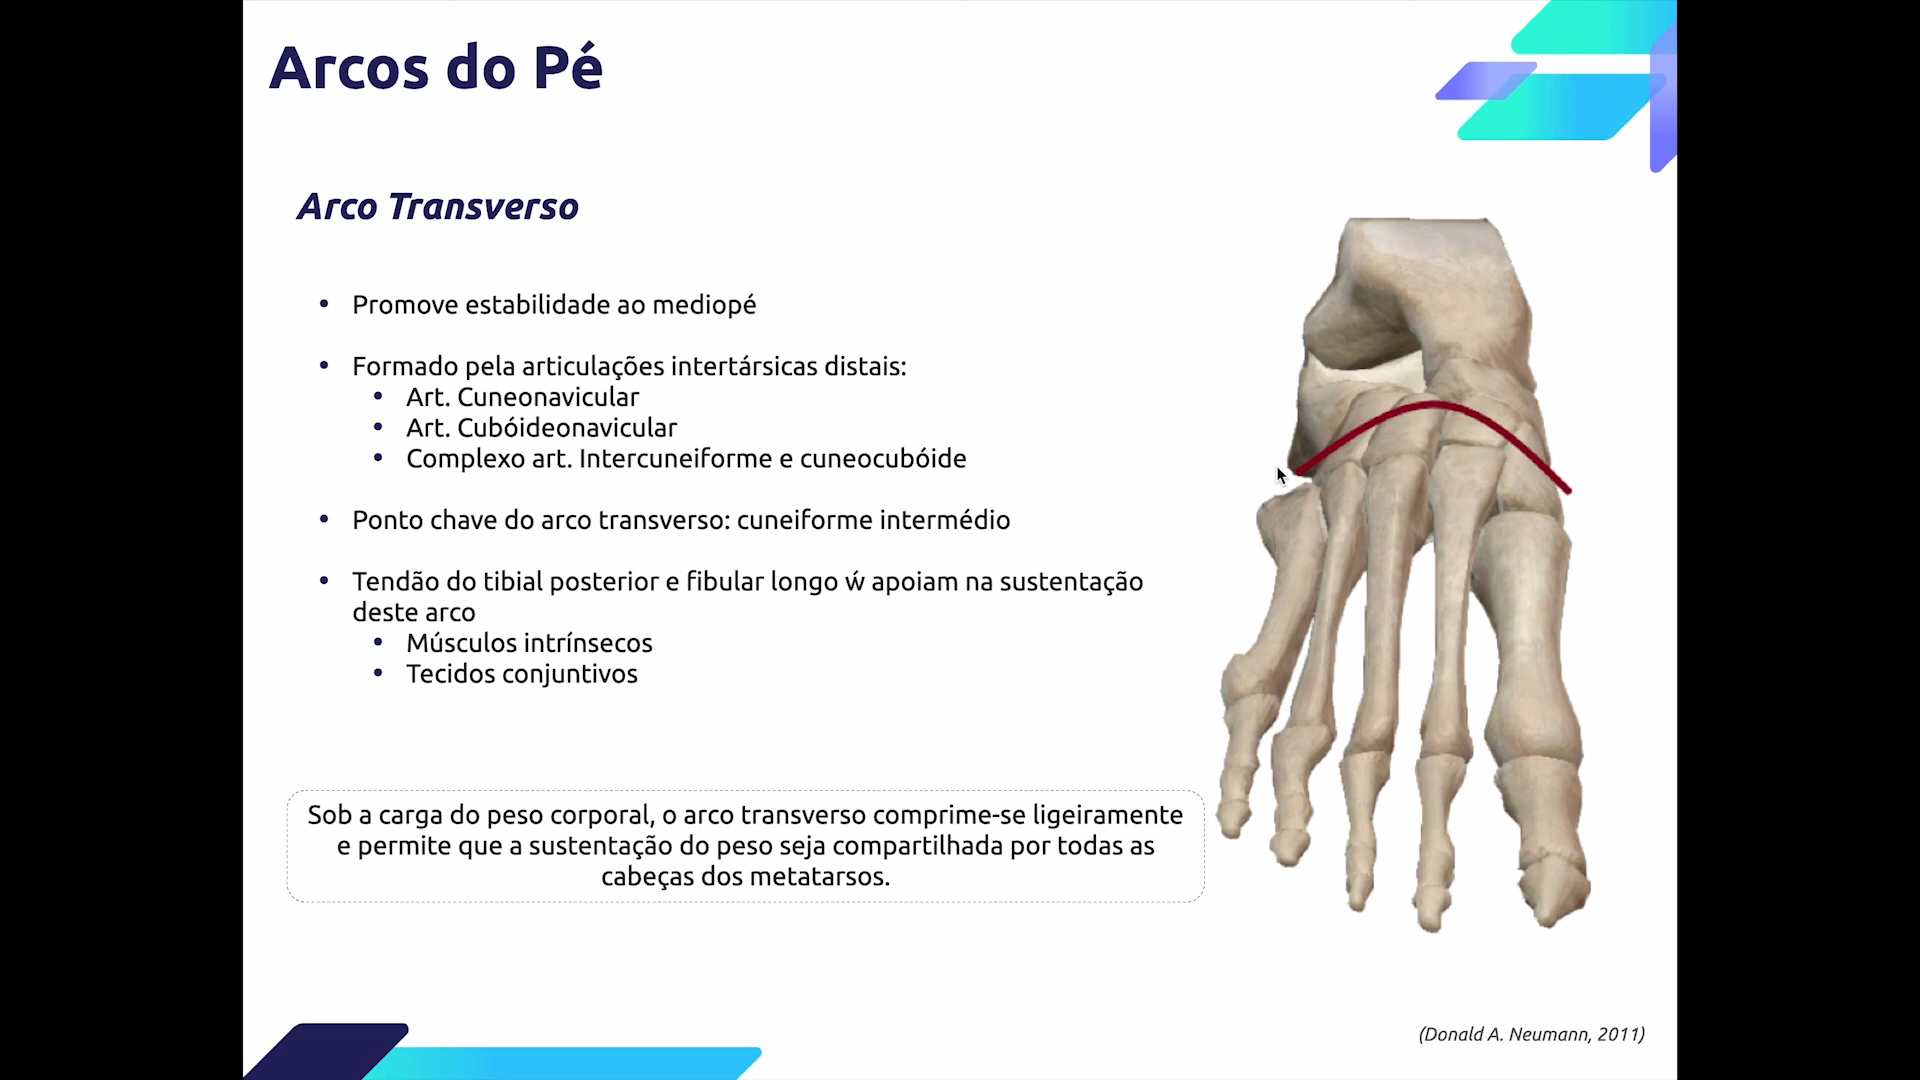 Arcos do Pé
Arco Transverso
• Promove estabilidade ao mediopé
• Formado pela articulações intertársicas distais:
• Art. Cuneonavicular
• Art. Cubóideonavicular
• Complexo art. Intercuneiforme e cuneocubóide
• Ponto chave do arco transverso: cuneiforme intermédio
• Tendão do tibial posterior e fibular longo ẃ apoiam na sustentação
deste arco
• Músculos intrínsecos
• Tecidos conjuntivos
Sob a carga do peso corporal, o arco transverso comprime-se ligeiramente
e permite que a sustentação do peso seja compartilhada por todas as
cabeças dos metatarsos.
(Donald A. Neumann, 2011)